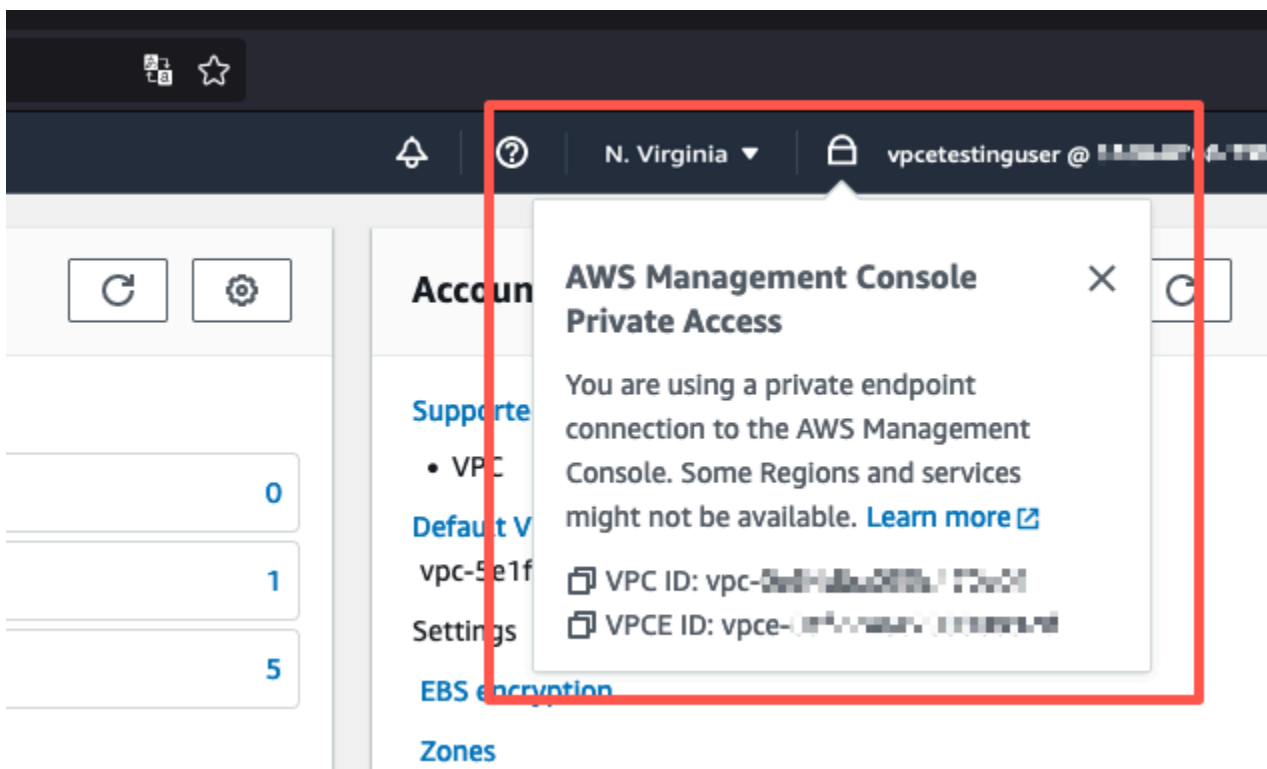 N. Virginia ▼
vpcetestinguser @
AWS Management Console
Private Access
You are using a private endpoint
connection to the AWS Management
Console. Some Regions and services
might not be available. Learn more
VPC ID: vpc-
VPCE ID: vpce-
0
1
5
Accoun
Supporte
• VPC
Default V
vpc-5e1f
Settings
EBS encryption
Zones